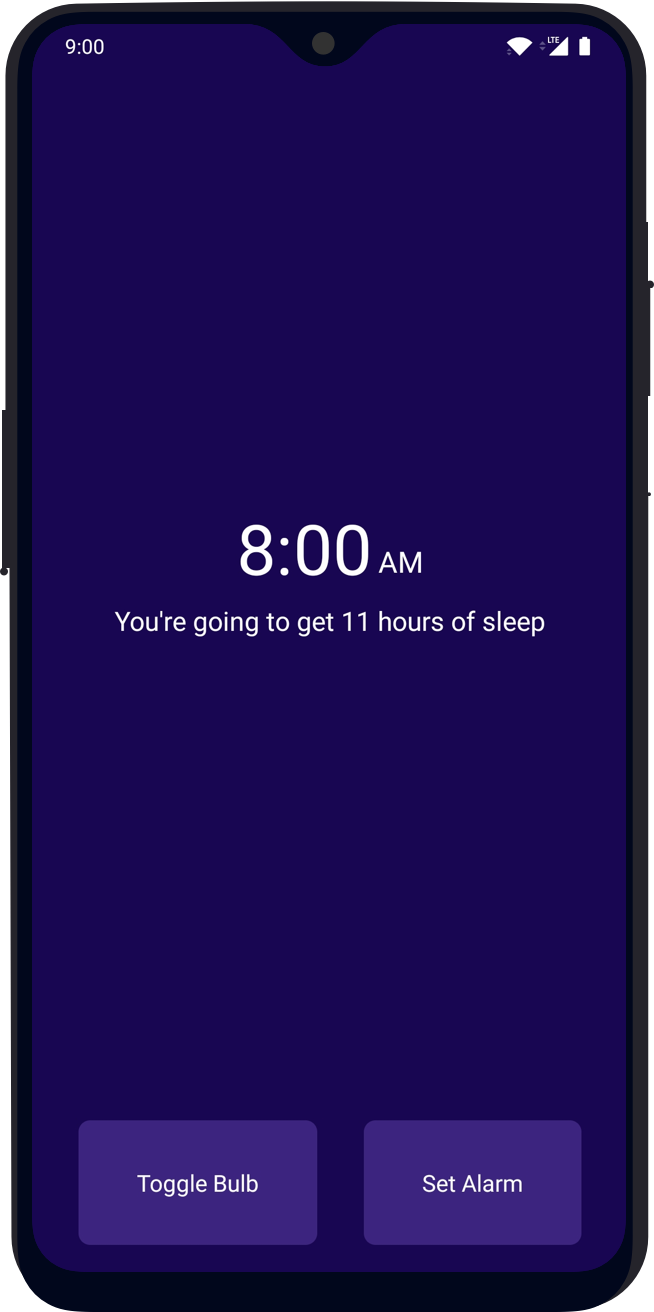 9:00
LTE
8:00 AM
You're going to get 11 hours of sleep
Toggle Bulb
Set Alarm